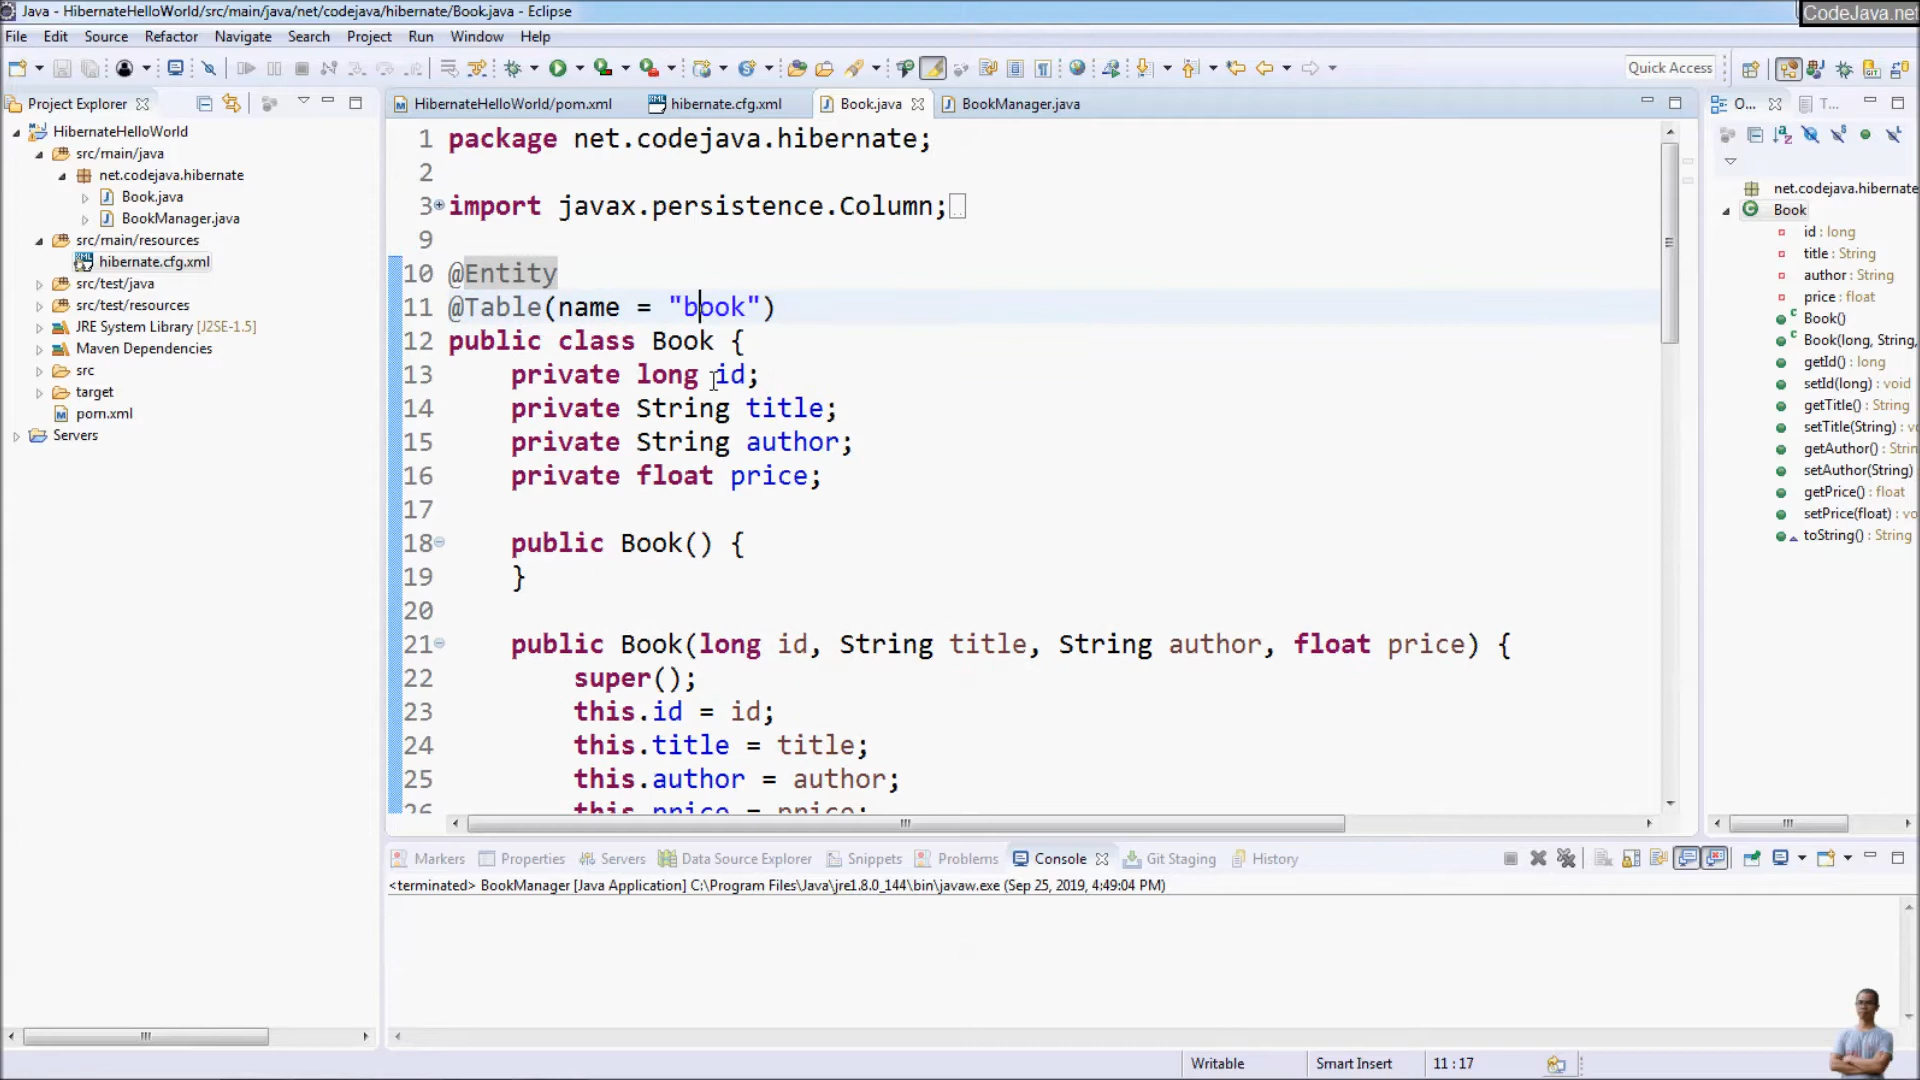 Java - HibernateHelloWorld/src/main/java/net/codejava/hibernate/Book.java - Eclipse
CodeJava.net
File Edit Source Refactor Navigate Search Project Run Window Help
Quick Access
Project Explorer
HibernateHelloWorld
src/main/java
net.codejava.hibernate
Book.java
BookManager.java
src/main/resources
hibernate.cfg.xml
src/test/java
src/test/resources
JRE System Library [J2SE-1.5]
Maven Dependencies
src
target
pom.xml
Servers
HibernateHelloWorld/pom.xml hibernate.cfg.xml Book.java BookManager.java
1 package net.codejava.hibernate;
2
3 import javax.persistence.Column;
9
10 @Entity
11 @Table(name = "book")
12 public class Book {
13 private long id;
14 private String title;
15 private String author;
16 private float price;
17
18 public Book() {
19 }
20
21 public Book(long id, String title, String author, float price) {
22 super();
23 this.id = id;
24 this.title = title;
25 this.author = author;
26 this.price = price;
O... T...
net.codejava.hibernate
Book
id : long
title : String
author : String
price : float
Book()
Book(long, String,
getId() : long
setId(long) : void
getTitle() : String
setTitle(String) : vo
getAuthor() : Strin
setAuthor(String)
getPrice() : float
setPrice(float) : vo
toString() : String
Markers Properties Servers Data Source Explorer Snippets Problems Console Git Staging History
<terminated> BookManager [Java Application] C:\Program Files\Java\jre1.8.0_144\bin\javaw.exe (Sep 25, 2019, 4:49:04 PM)
Writable Smart Insert 11 : 17